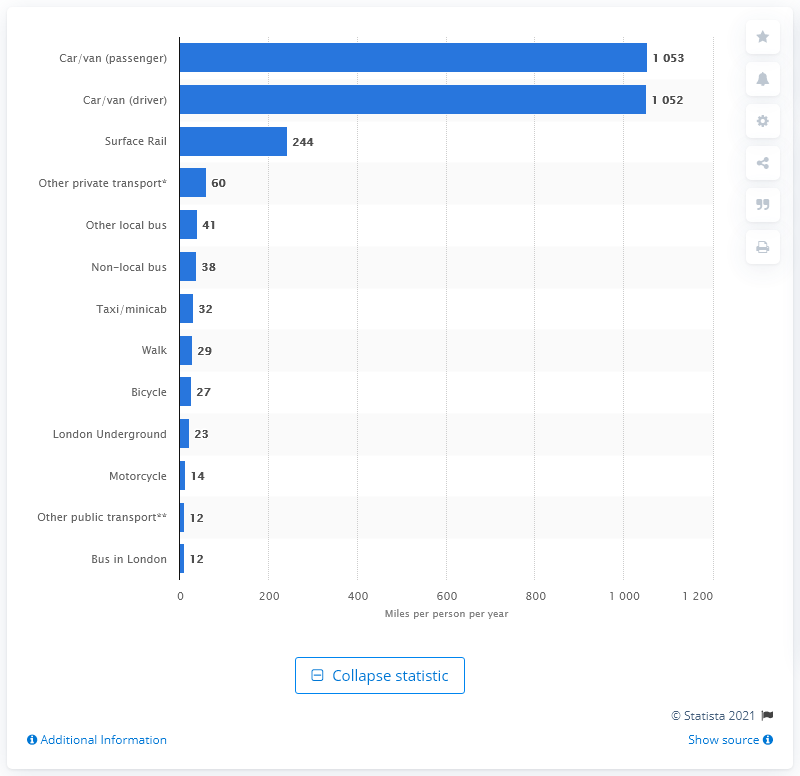 Car/van (passenger) 1 053
Car/van (driver) 1 052
Surface Rail 244
Other private transport* 60
Other local bus 41
Non-local bus 38
Taxi/minicab 32
Walk 29
Bicycle 27
London Underground 23
Motorcycle 14
Other public transport** 12
Bus in London 12
0 200 400 600 800 1 000 1 200
Miles per person per year
Collapse statistic
© Statista 2021
Additional Information
Show source